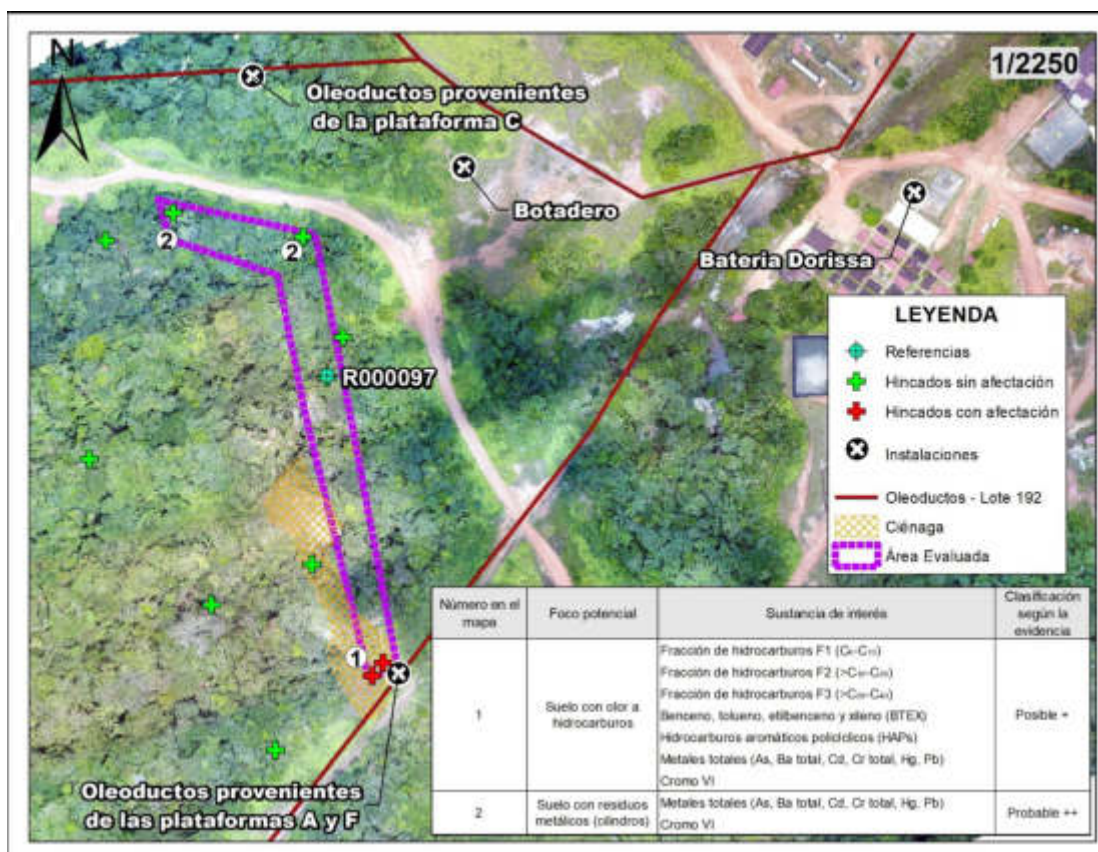 N
1/2250
Oleoductos provenientes
de la plataforma C
Botadero
Bateria Dorissa
2
2
R000097
1
Oleoductos provenientes
de las plataformas A y F
LEYENDA
Referencias
Hincados sin afectación
Hincados con afectación
Instalaciones
Oleoductos - Lote 192
Ciénaga
Área Evaluada
Número en el
mapa
Foco potencial
Sustancia de interés
Clasificación
según la
evidencia
1
Suelo con olor a
hidrocarburos
Fracción de hidrocarburos F1
Fracción de hidrocarburos F2
Fracción de hidrocarburos F3
Benceno, tolueno, etilbenceno y xileno (BTEX)
Hidrocarburos aromáticos policíclicos (HAPs)
Metales totales (As, Ba total, Cd, Cr total, Hg, Pb)
Cromo VI
Posible +
2
Suelo con residuos
metálicos (cilindros)
Metales totales (As, Ba total, Cd, Cr total, Hg, Pb)
Cromo VI
Probable ++